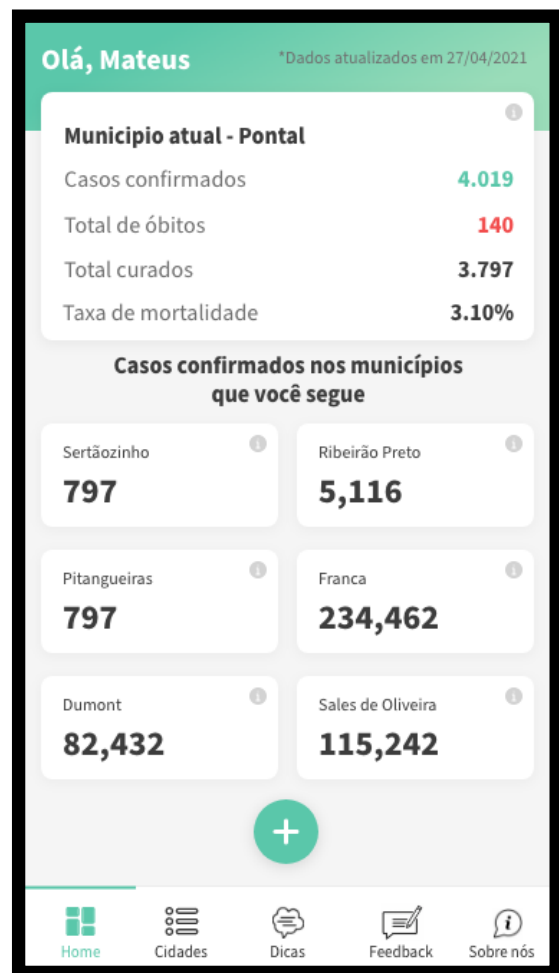 Olá, Mateus
*Dados atualizados em 27/04/2021
Municipio atual - Pontal
Casos confirmados 4.019
Total de óbitos 140
Total curados 3.797
Taxa de mortalidade 3.10%
Casos confirmados nos municípios
que você segue
Sertãozinho
797
Ribeirão Preto
5,116
Pitangueiras
797
Franca
234,462
Dumont
82,432
Sales de Oliveira
115,242
Home
Cidades
Dicas
Feedback
Sobre nós